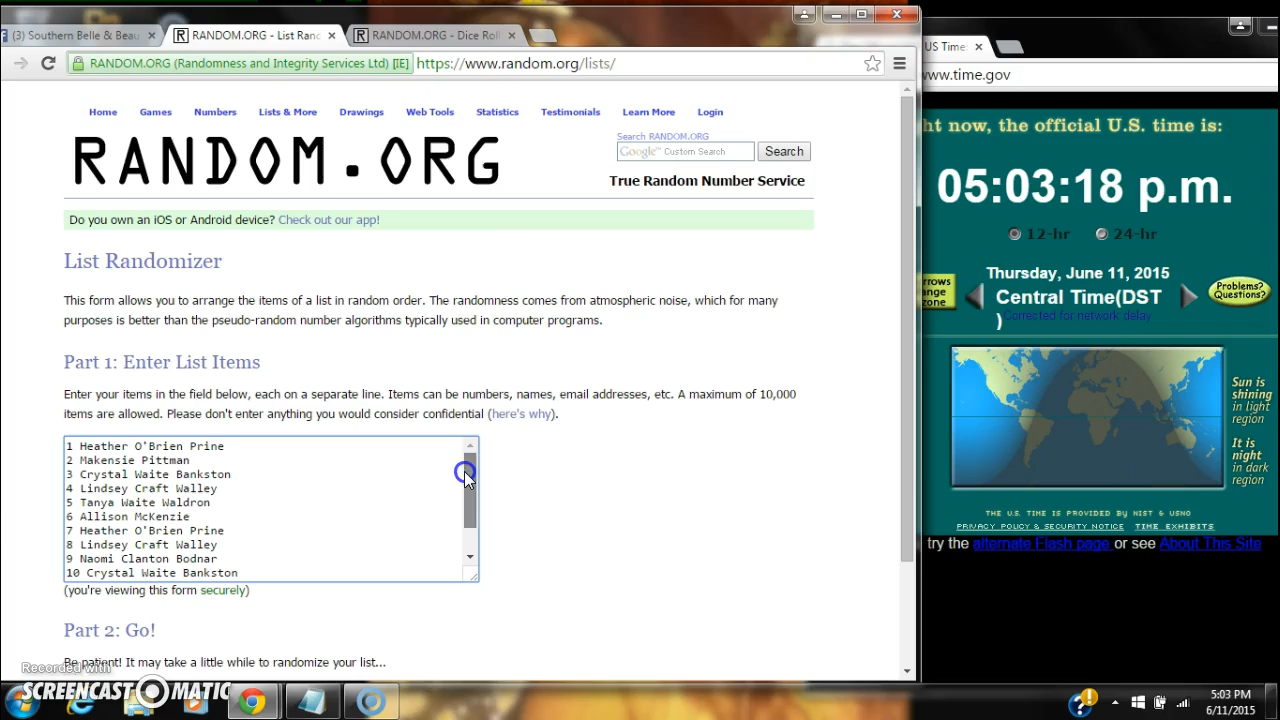 (3) Southern Belle & Beau
RANDOM.ORG - List Ranc
RANDOM.ORG - Dice Roll
US Time:
RANDOM.ORG (Randomness and Integrity Services Ltd) [IE]
https://www.random.org/lists/
www.time.gov
Home Games Numbers Lists & More Drawings Web Tools Statistics Testimonials Learn More Login
RANDOM.ORG
Search RANDOM.ORG
Google™ Custom Search
Search
True Random Number Service
Do you own an iOS or Android device? Check out our app!
List Randomizer
This form allows you to arrange the items of a list in random order. The randomness comes from atmospheric noise, which for many
purposes is better than the pseudo-random number algorithms typically used in computer programs.
Part 1: Enter List Items
Enter your items in the field below, each on a separate line. Items can be numbers, names, email addresses, etc. A maximum of 10,000
items are allowed. Please don't enter anything you would consider confidential (here's why).
1 Heather O'Brien Prine
2 Makensie Pittman
3 Crystal Waite Bankston
4 Lindsey Craft Walley
5 Tanya Waite Waldron
6 Allison McKenzie
7 Heather O'Brien Prine
8 Lindsey Craft Walley
9 Naomi Clanton Bodnar
10 Crystal Waite Bankston
(you're viewing this form securely)
Part 2: Go!
Be patient! It may take a little while to randomize your list...
ht now, the official U.S. time is:
05:03:18 p.m.
12-hr 24-hr
rrows
ange
zone
Thursday, June 11, 2015
Central Time(DST
)
Corrected for network delay
Problems?
Questions?
Sun is
shining
in light
region
It is
night
in dark
region
THE U.S. TIME IS PROVIDED BY NIST & USNO
PRIVACY POLICY & SECURITY NOTICE TIME EXHIBITS
try the alternate Flash page or see About This Site
Recorded with
SCREENCAST-O-MATIC
5:03 PM
6/11/2015